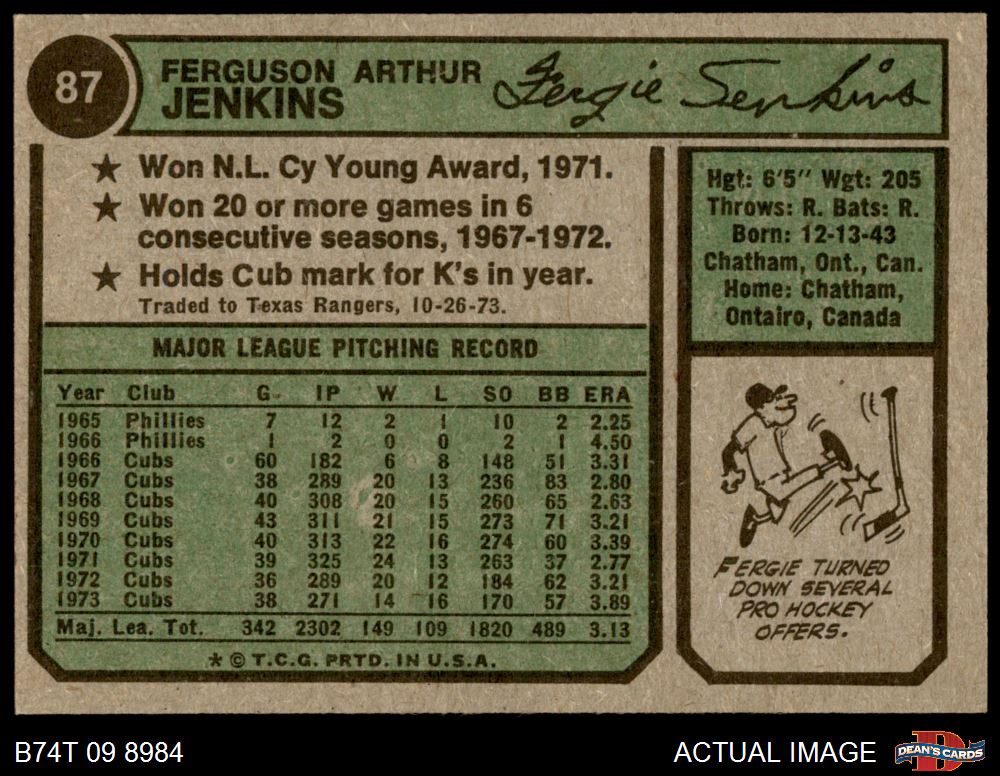 87
FERGUSON ARTHUR
JENKINS
Fergie Jenkins
★ Won N.L. Cy Young Award, 1971.
★ Won 20 or more games in 6
consecutive seasons, 1967-1972.
★ Holds Cub mark for K's in year.
Traded to Texas Rangers, 10-26-73.
MAJOR LEAGUE PITCHING RECORD
Year Club G. IP W L SO BB ERA
1965 Phillies 7 12 2 1 10 2 2.25
1966 Phillies 1 2 0 0 2 1 4.50
1966 Cubs 60 182 6 8 148 51 3.31
1967 Cubs 38 289 20 13 236 83 2.80
1968 Cubs 40 308 20 15 260 65 2.63
1969 Cubs 43 311 21 15 273 71 3.21
1970 Cubs 40 313 22 16 274 60 3.39
1971 Cubs 39 325 24 13 263 37 2.77
1972 Cubs 36 289 20 12 184 62 3.21
1973 Cubs 38 271 14 16 170 57 3.89
Maj. Lea. Tot. 342 2302 149 109 1820 489 3.13
* © T.C.G. PRTD. IN U.S.A.
Hgt: 6'5" Wgt: 205
Throws: R. Bats: R.
Born: 12-13-43
Chatham, Ont., Can.
Home: Chatham,
Ontairo, Canada
FERGIE TURNED
DOWN SEVERAL
PRO HOCKEY
OFFERS.
B74T 09 8984
ACTUAL IMAGE
DEAN'S CARDS